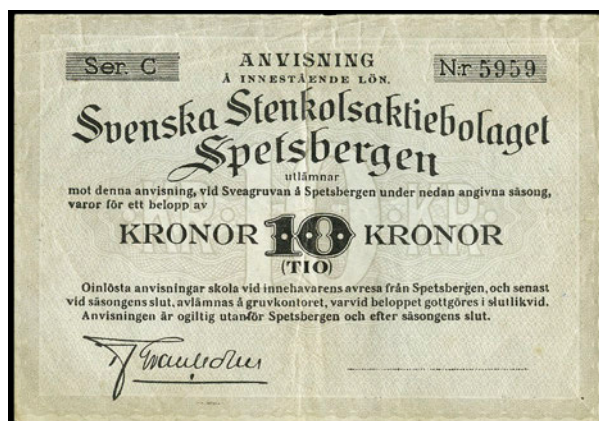 Ser. C
ANVISNING
Å INNESTÅENDE LÖN.
N:r 5959
Svenska Stenkolsaktiebolaget
Spetsbergen
utlämnar
mot denna anvisning, vid Sveagruvan å Spetsbergen under nedan angivna säsong,
varor för ett belopp av
KRONOR 10 KRONOR
(TIO)
Oinlösta anvisningar skola vid innehavarens avresa från Spetsbergen, och senast
vid säsongens slut, avlämnas å gruvkontoret, varvid beloppet gottgöres i slutlikvid.
Anvisningen är ogiltig utanför Spetsbergen och efter säsongens slut.